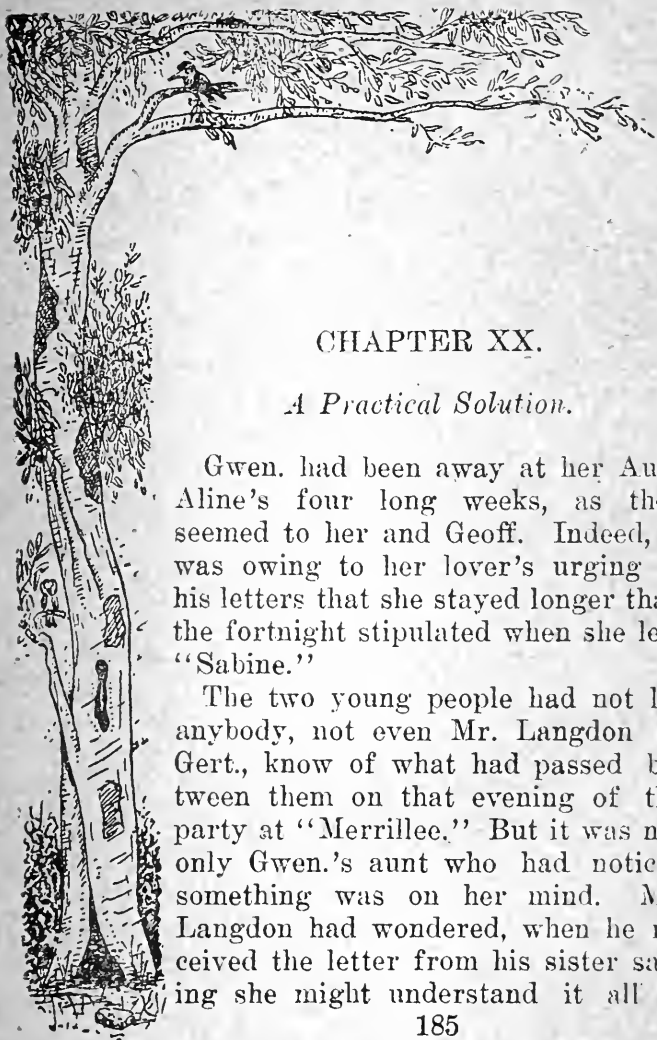 CHAPTER XX.
A Practical Solution.
Gwen. had been away at her Au
Aline's four long weeks, as th
seemed to her and Geoff. Indeed,
was owing to her lover's urging
his letters that she stayed longer tha
the fortnight stipulated when she le
"Sabine."
The two young people had not l
anybody, not even Mr. Langdon
Gert., know of what had passed b
tween them on that evening of th
party at "Merrillee." But it was n
only Gwen.'s aunt who had notic
something was on her mind. M
Langdon had wondered, when he r
ceived the letter from his sister sa
ing she might understand it all
185